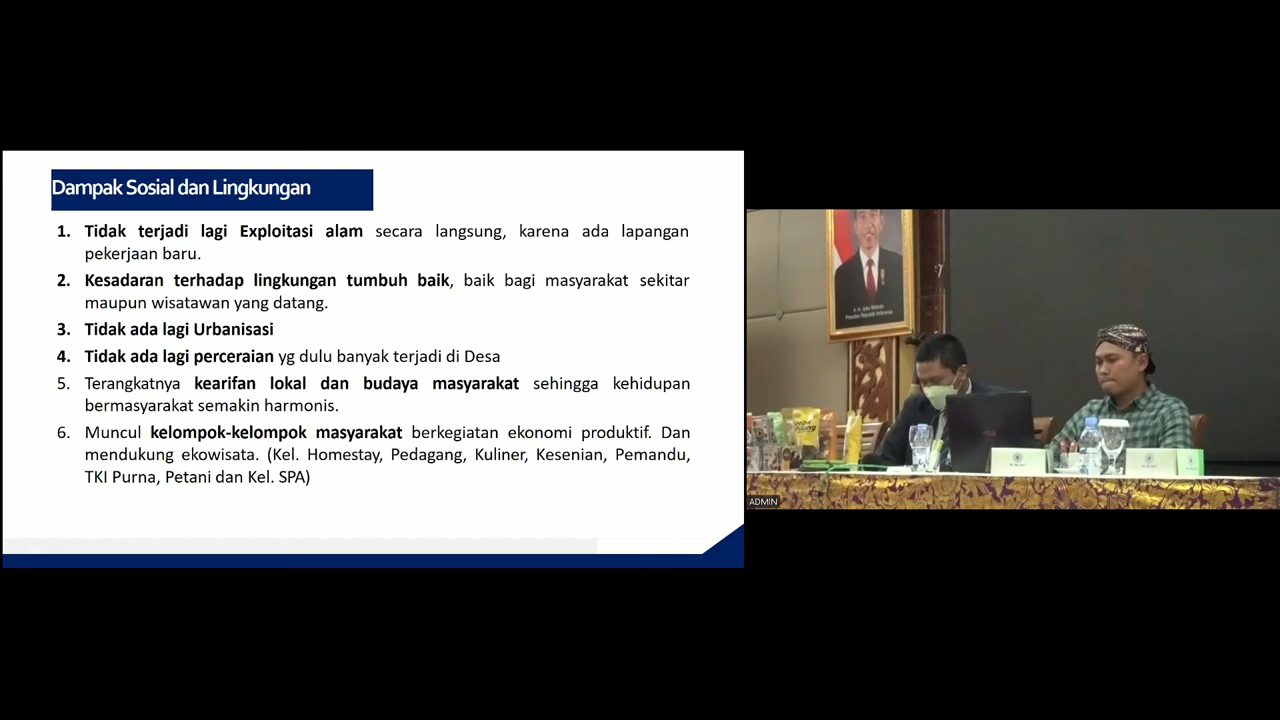 Dampak Sosial dan Lingkungan
1. Tidak terjadi lagi Exploitasi alam secara langsung, karena ada lapangan
pekerjaan baru.
2. Kesadaran terhadap lingkungan tumbuh baik, baik bagi masyarakat sekitar
maupun wisatawan yang datang.
3. Tidak ada lagi Urbanisasi
4. Tidak ada lagi perceraian yg dulu banyak terjadi di Desa
5. Terangkatnya kearifan lokal dan budaya masyarakat sehingga kehidupan
bermasyarakat semakin harmonis.
6. Muncul kelompok-kelompok masyarakat berkegiatan ekonomi produktif. Dan
mendukung ekowisata. (Kel. Homestay, Pedagang, Kuliner, Kesenian, Pemandu,
TKI Purna, Petani dan Kel. SPA)
Presiden Republik Indonesia
ADMIN